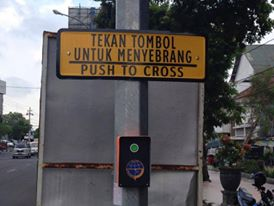 TEKAN TOMBOL
UNTUK MENYEBRANG
PUSH TO CROSS